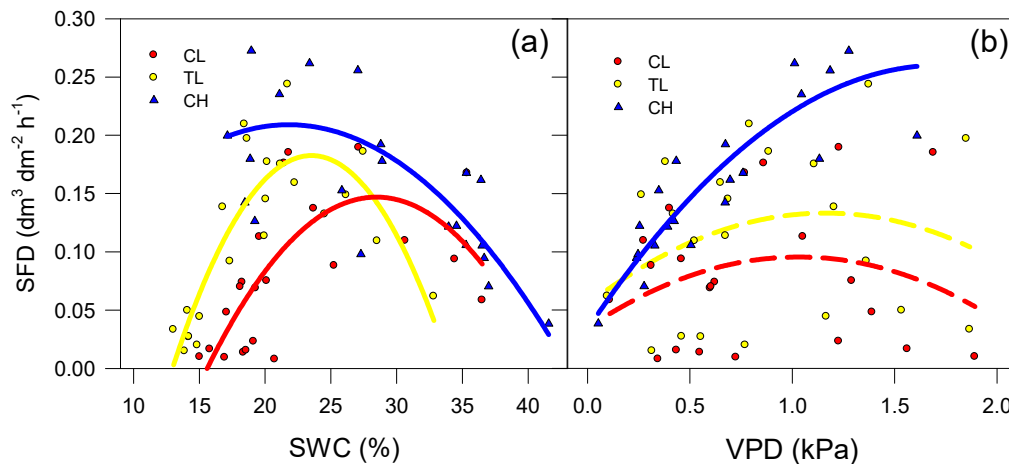 (a)
(b)
CL
TL
CH
CL
TL
CH
SFD (dm³ dm⁻² h⁻¹)
0.30
0.25
0.20
0.15
0.10
0.05
0.00
10 15 20 25 30 35 40
0.0 0.5 1.0 1.5 2.0
SWC (%)
VPD (kPa)